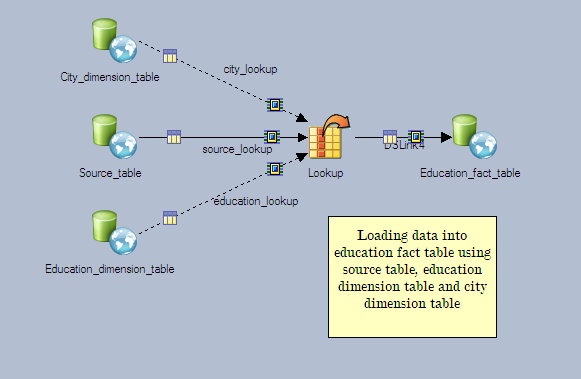 City_dimension_table
city_lookup
Source_table
source_lookup
Lookup
DSLink4
Education_fact_table
Education_dimension_table
education_lookup
Loading data into
education fact table using
source table, education
dimension table and city
dimension table